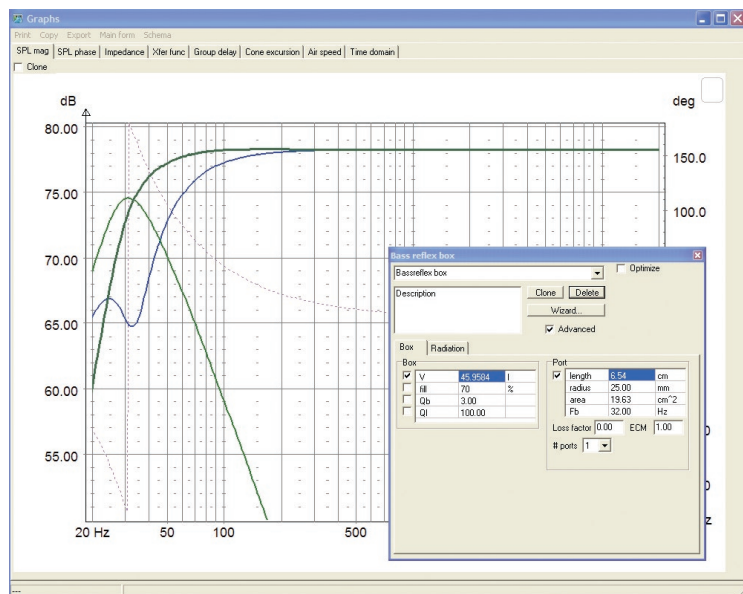 Graphs
Print Copy Export Main form Schema
SPL mag SPL phase Impedance Xfer func Group delay Cone excursion Air speed Time domain
Clone
dB
deg
80.00
75.00
70.00
65.00
60.00
55.00
150.0
100.0
20 Hz 50 100 500
Bass reflex box
Bassreflex box
Optimize
Description
Clone Delete
Wizard...
Advanced
Box Radiation
Box
V 45.9584 l
fill 70 %
Qb 3.00
Ql 100.00
Port
length 6.54 cm
radius 25.00 mm
area 19.63 cm^2
Fb 32.00 Hz
Loss factor 0.00 ECM 1.00
# ports 1
---